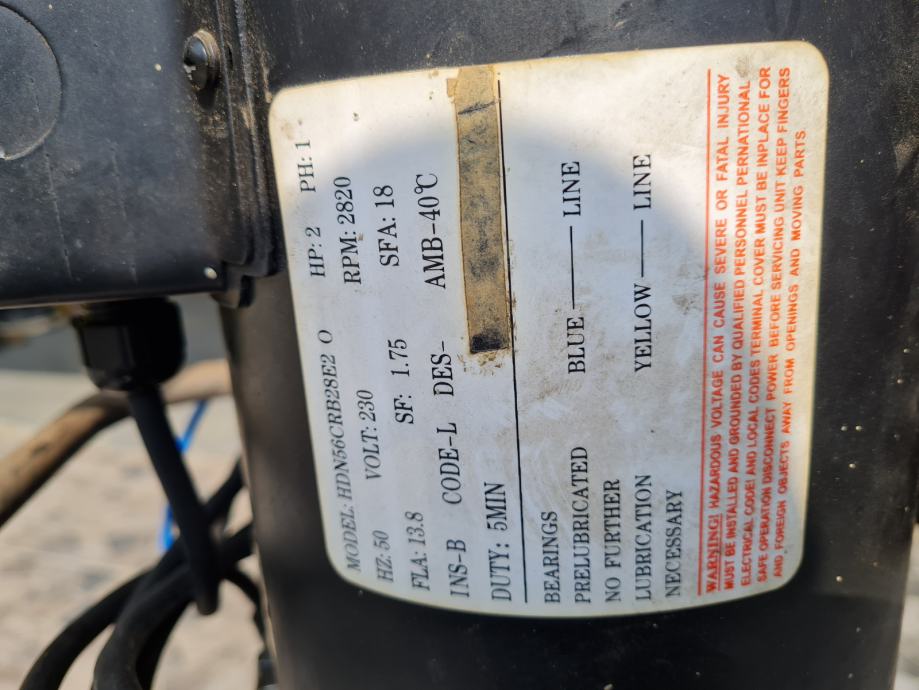 MODEL: HDN56CRB28E2 O HP: 2 PH: 1
HZ: 50 VOLT: 230 RPM: 2820
FLA: 13.8 SF: 1.75 SFA: 18
INS-B CODE-L DES- AMB-40℃
DUTY: 5MIN
BEARINGS
PRELUBRICATED BLUE LINE
NO FURTHER
LUBRICATION YELLOW LINE
NECESSARY
WARNING! HAZARDOUS VOLTAGE CAN CAUSE SEVERE OR FATAL INJURY
MUST BE INSTALLED AND GROUNDED BY QUALIFIED PERSONNEL PERNATIONAL
ELECTRICAL CODE! AND LOCAL CODES TERMINAL COVER MUST BE INPLACE FOR
SAFE OPERATION DISCONNECT POWER BEFORE SERVICING UNIT KEEP FINGERS
AND FOREIGN OBJECTS AWAY FROM OPENINGS AND MOVING PARTS.